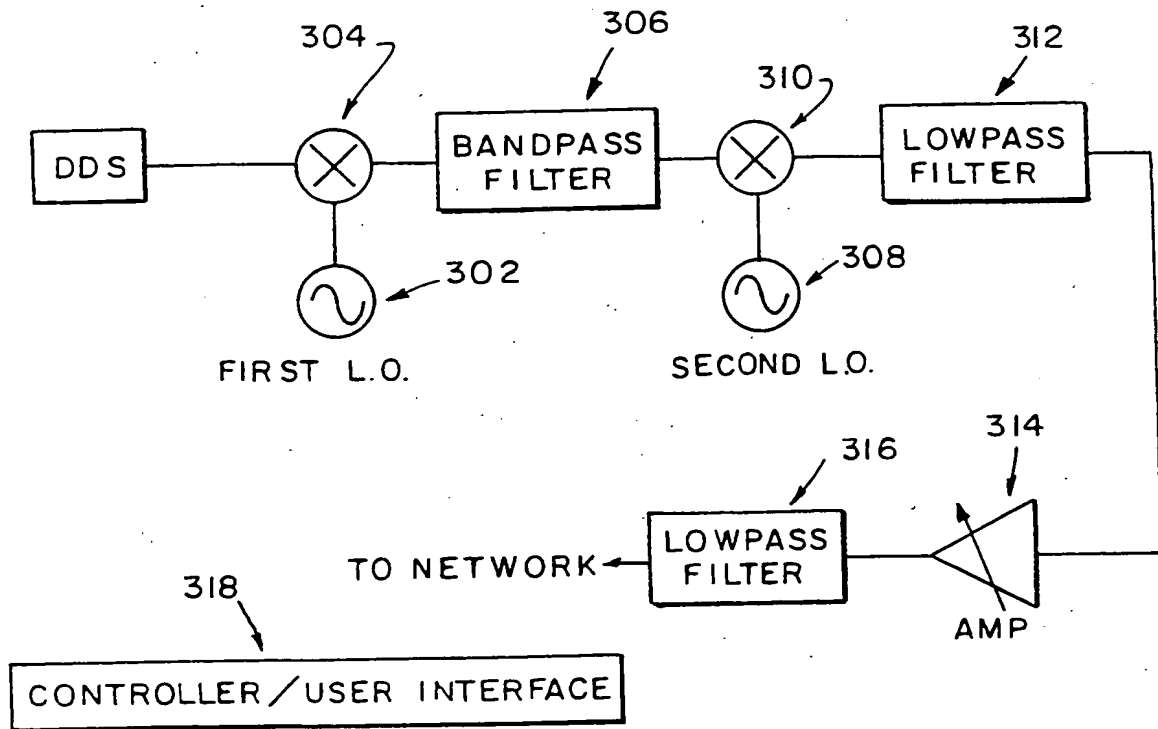 304
306
312
310
DDS
BANDPASS
FILTER
LOWPASS
FILTER
302
308
FIRST L.O.
SECOND L.O.
314
316
LOWPASS
FILTER
TO NETWORK
AMP
318
CONTROLLER/USER INTERFACE